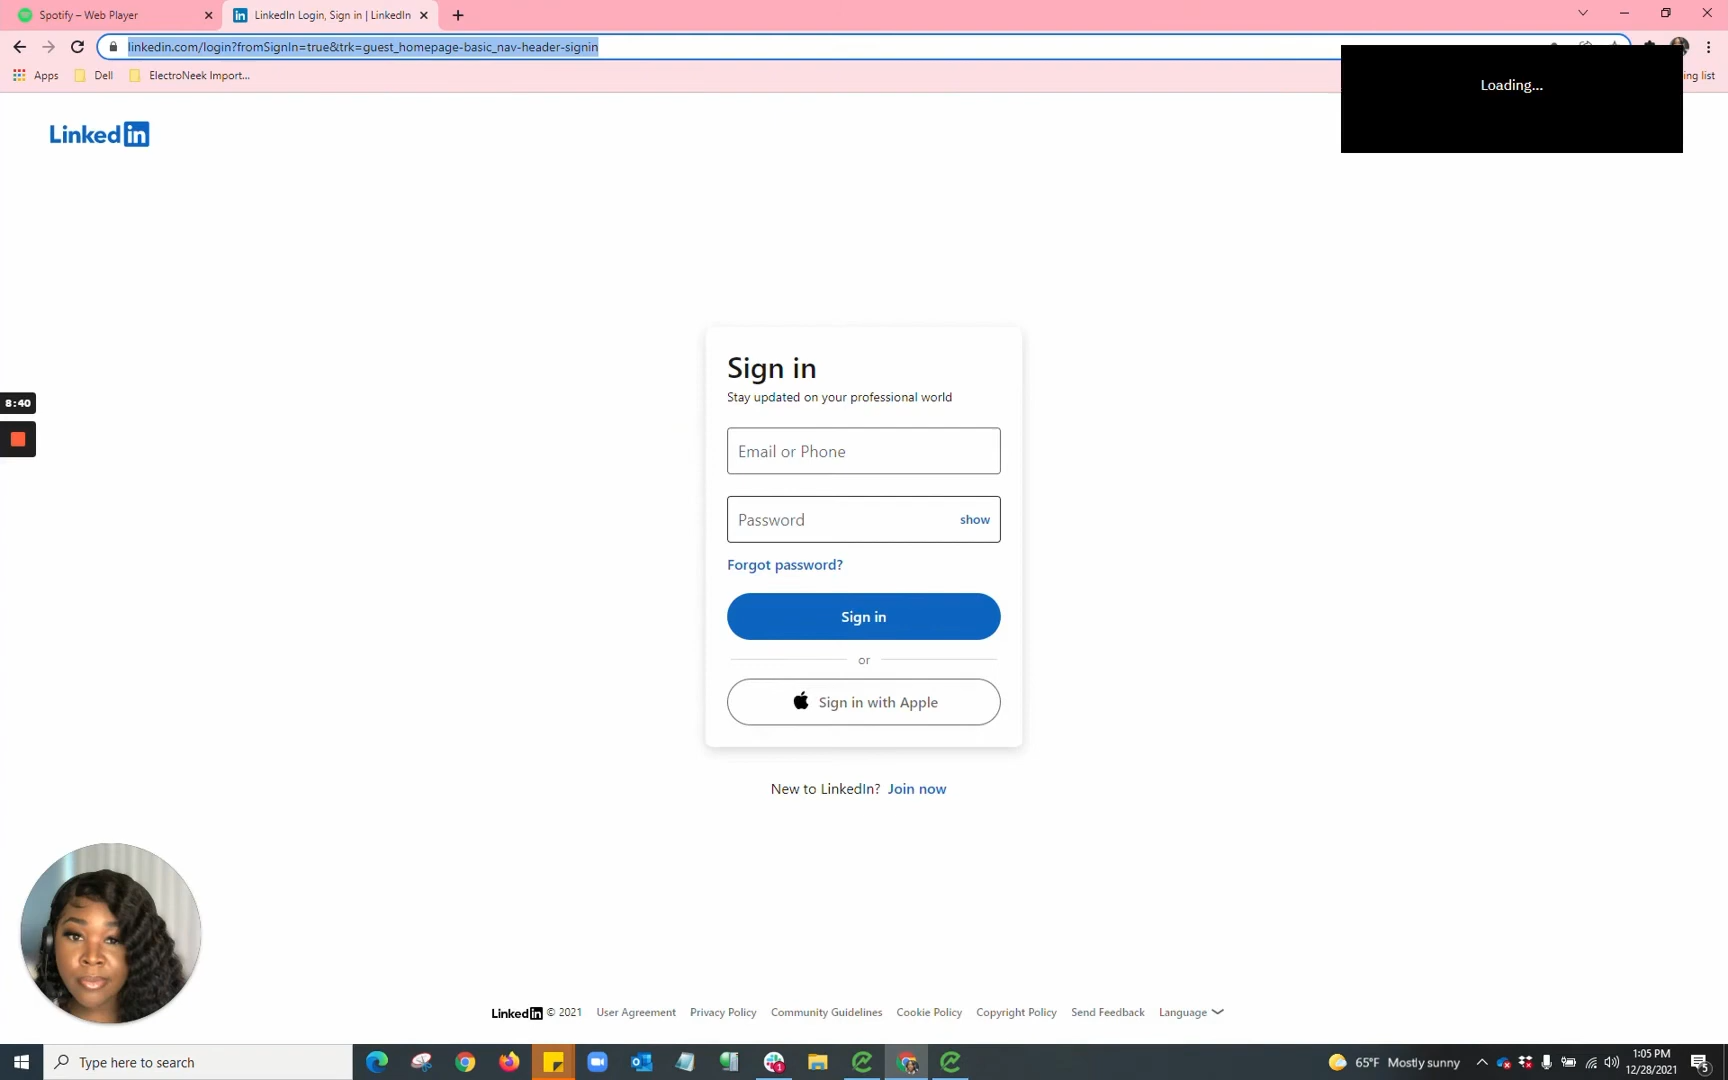 Spotify – Web Player
LinkedIn Login, Sign in | LinkedIn
linkedin.com/login?fromSignIn=true&trk=guest_homepage-basic_nav-header-signin
Apps
Dell
ElectroNeek Import...
ing list
Loading...
Linked in
Sign in
Stay updated on your professional world
8:40
Email or Phone
Password
show
Forgot password?
Sign in
or
Sign in with Apple
New to LinkedIn? Join now
Linked in © 2021 User Agreement Privacy Policy Community Guidelines Cookie Policy Copyright Policy Send Feedback Language
Type here to search
1
65°F Mostly sunny
1:05 PM
12/28/2021
5